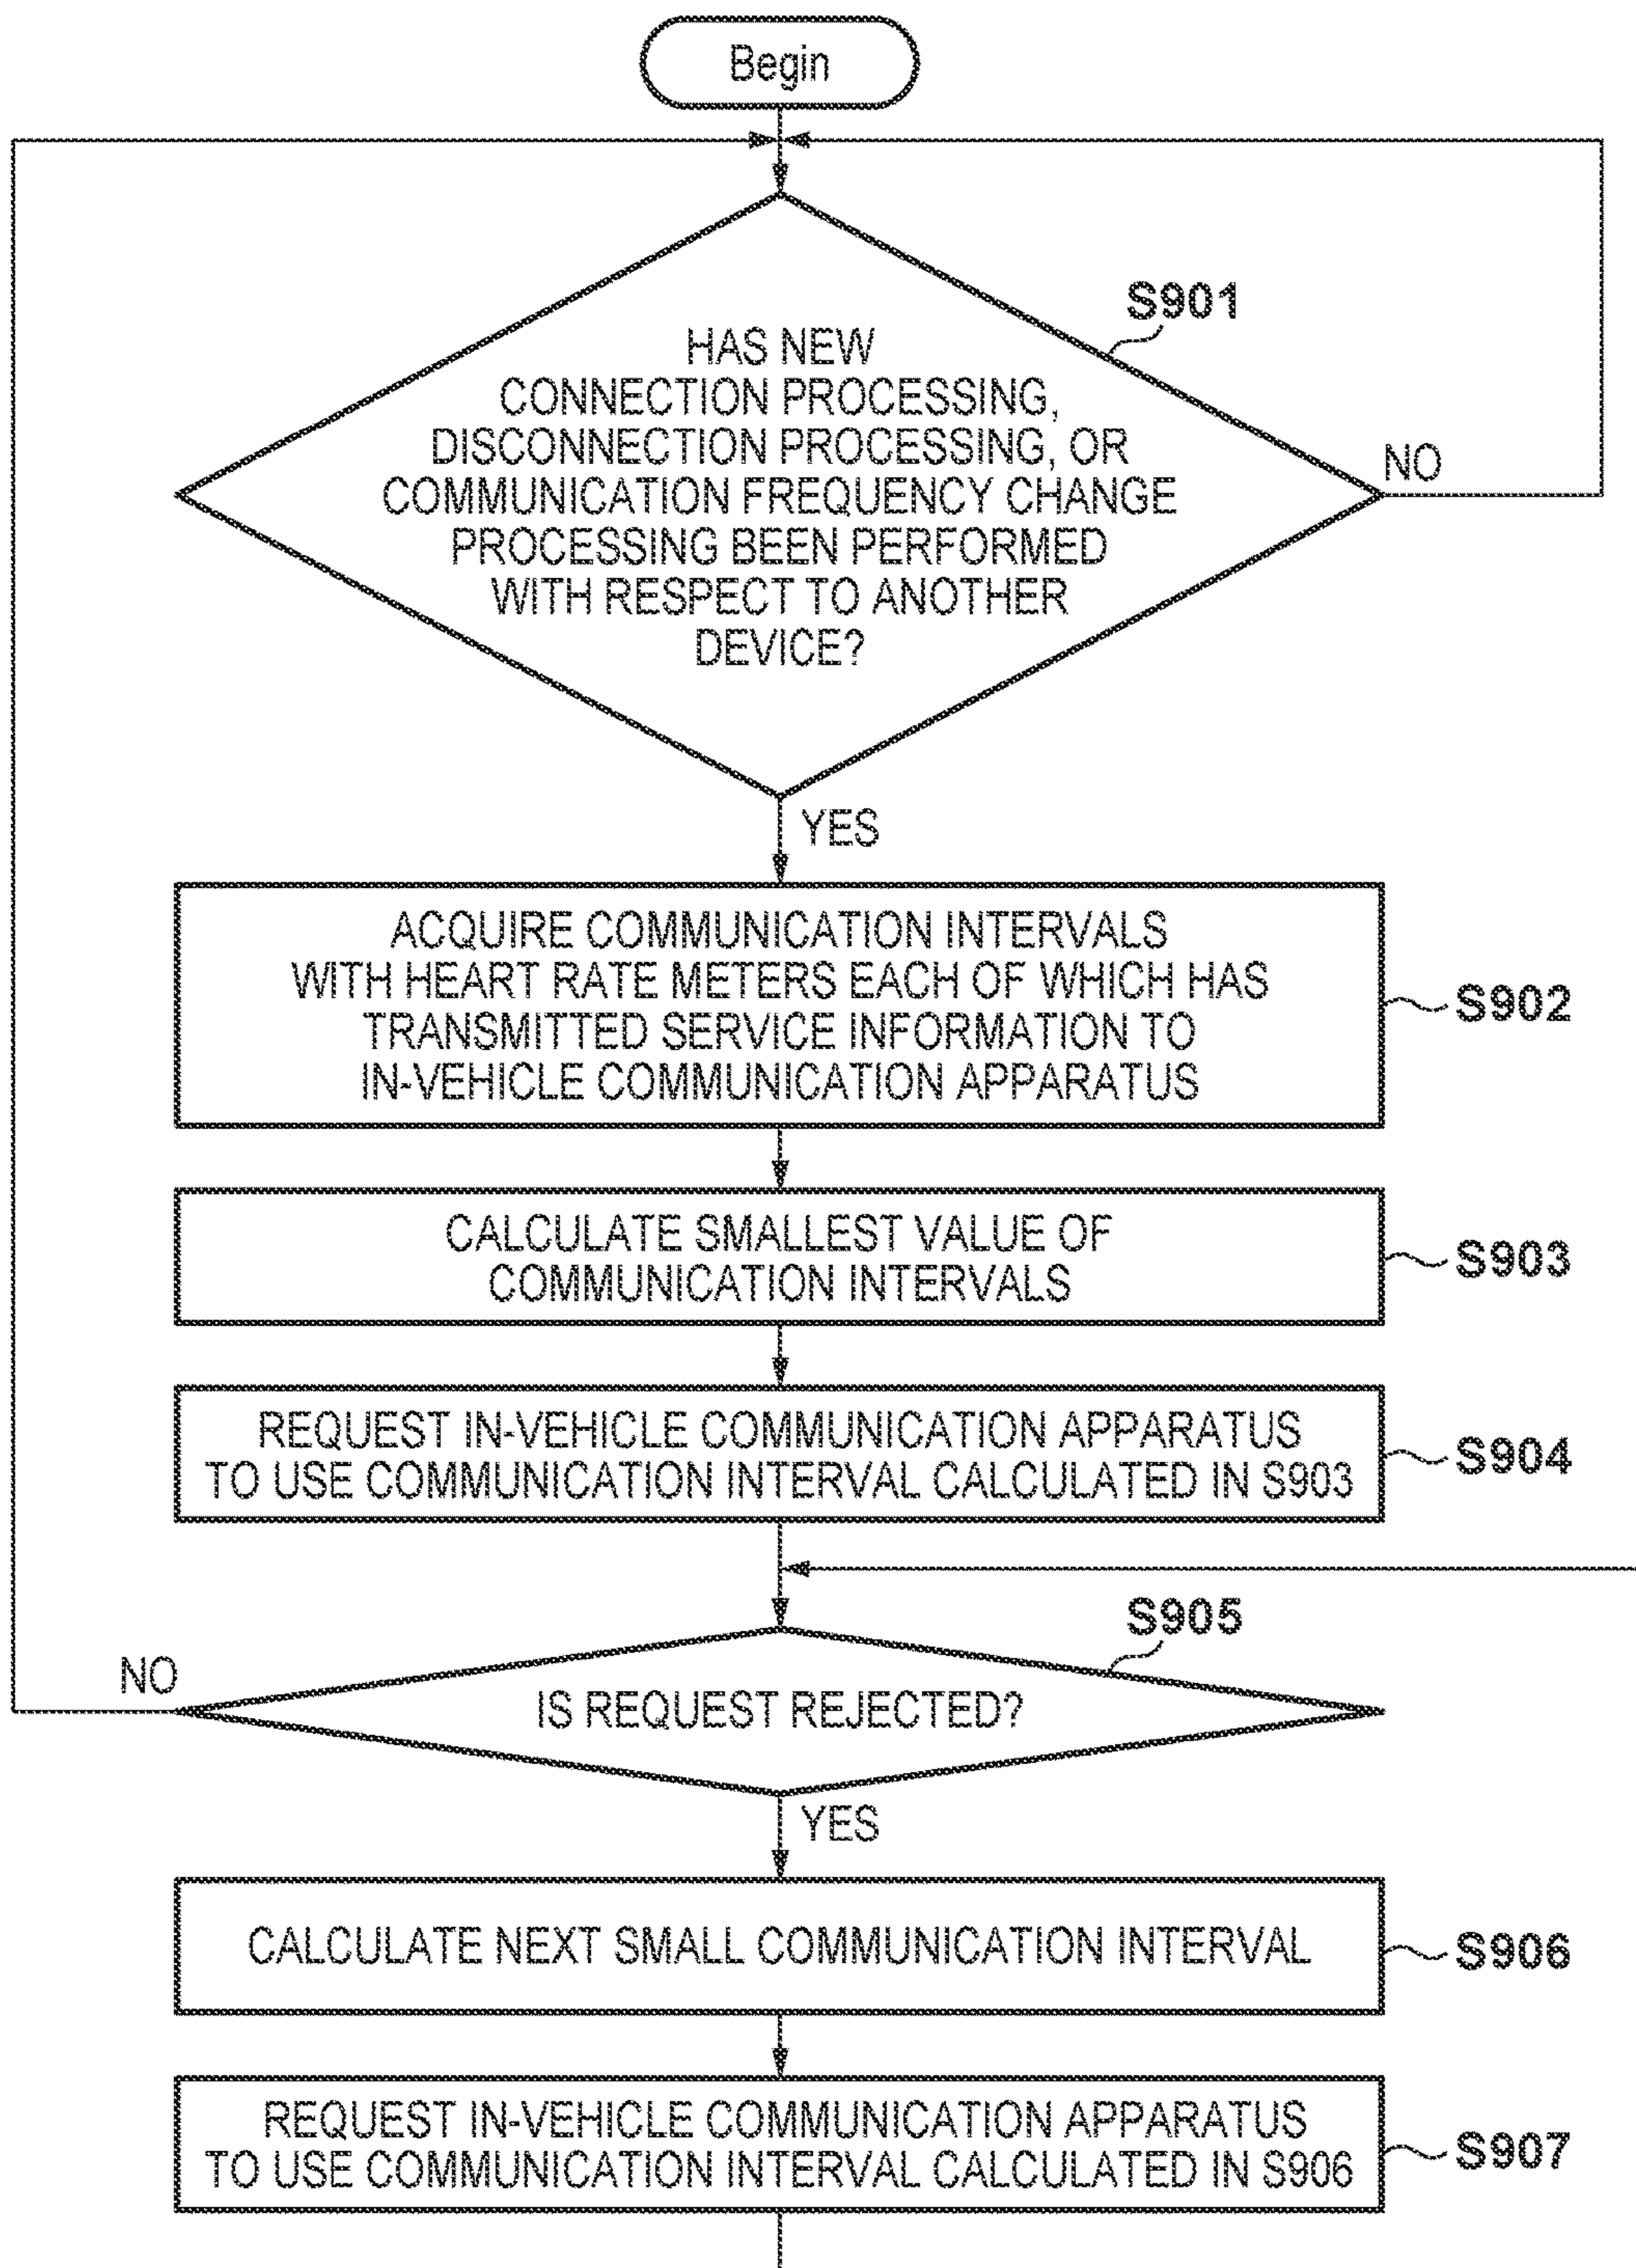 Begin
S901
HAS NEW
CONNECTION PROCESSING,
DISCONNECTION PROCESSING, OR
COMMUNICATION FREQUENCY CHANGE
PROCESSING BEEN PERFORMED
WITH RESPECT TO ANOTHER
DEVICE?
NO
YES
ACQUIRE COMMUNICATION INTERVALS
WITH HEART RATE METERS EACH OF WHICH HAS
TRANSMITTED SERVICE INFORMATION TO
IN-VEHICLE COMMUNICATION APPARATUS
S902
CALCULATE SMALLEST VALUE OF
COMMUNICATION INTERVALS
S903
REQUEST IN-VEHICLE COMMUNICATION APPARATUS
TO USE COMMUNICATION INTERVAL CALCULATED IN S903
S904
S905
NO
IS REQUEST REJECTED?
YES
CALCULATE NEXT SMALL COMMUNICATION INTERVAL
S906
REQUEST IN-VEHICLE COMMUNICATION APPARATUS
TO USE COMMUNICATION INTERVAL CALCULATED IN S906
S907